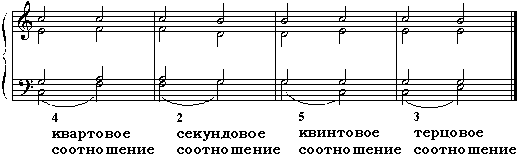 4 2 5 3
квартовое секундовое квинтовое терцовое
соотношение соотношение соотношение соотношение